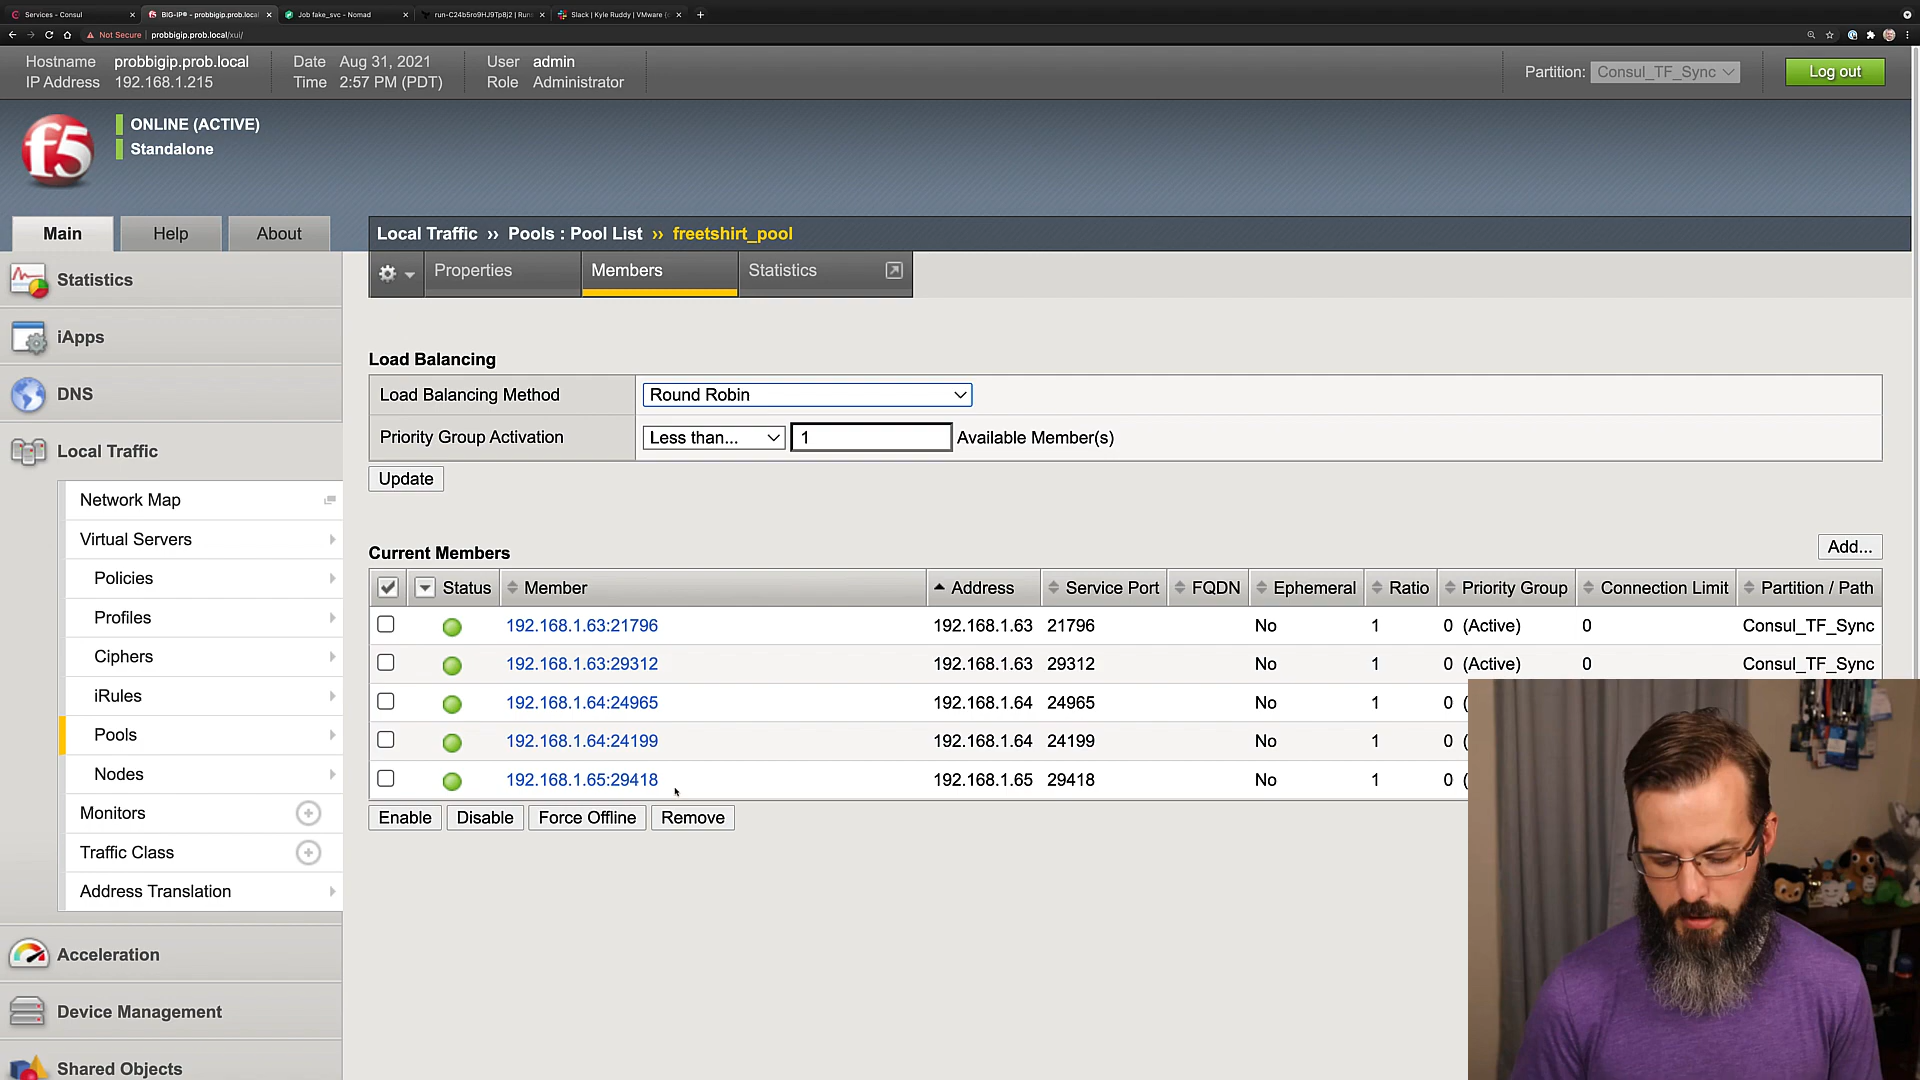 Services - Consul
BIG-IP® - probbigip.prob.local
Job fake_svc - Nomad
run-C24b5ro9HJ9Tp8j2 | Run
Slack | Kyle Ruddy | VMware
Not Secure | probbigip.prob.local/xui/
Hostname probbigip.prob.local Date Aug 31, 2021 User admin
IP Address 192.168.1.215 Time 2:57 PM (PDT) Role Administrator
Partition: Consul_TF_Sync Log out
f5
ONLINE (ACTIVE)
Standalone
Main Help About
Local Traffic ›› Pools : Pool List ›› freetshirt_pool
Properties Members Statistics
Statistics
iApps
DNS
Local Traffic
Network Map
Virtual Servers
Policies
Profiles
Ciphers
iRules
Pools
Nodes
Monitors
Traffic Class
Address Translation
Acceleration
Device Management
Shared Objects
Load Balancing
Load Balancing Method Round Robin
Priority Group Activation Less than... 1 Available Member(s)
Update
Current Members Add...
Status Member Address Service Port FQDN Ephemeral Ratio Priority Group Connection Limit Partition / Path
192.168.1.63:21796 192.168.1.63 21796 No 1 0 (Active) 0 Consul_TF_Sync
192.168.1.63:29312 192.168.1.63 29312 No 1 0 (Active) 0 Consul_TF_Sync
192.168.1.64:24965 192.168.1.64 24965 No 1 0 (
192.168.1.64:24199 192.168.1.64 24199 No 1 0 (
192.168.1.65:29418 192.168.1.65 29418 No 1 0 (
Enable Disable Force Offline Remove